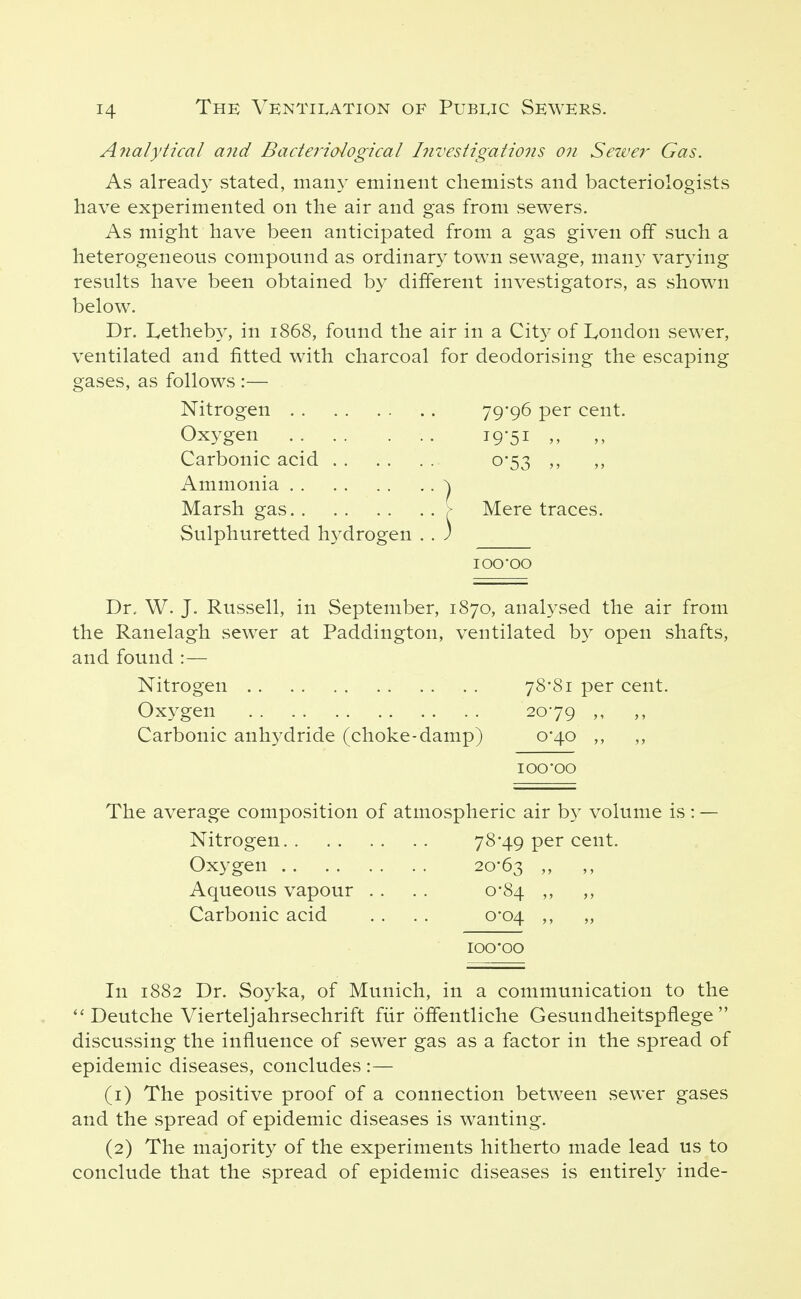 14 The Ventilation of Public Sewers.
Analytical and Bacteriological Investigations on Sewer Gas.
As already stated, many eminent chemists and bacteriologists
have experimented on the air and gas from sewers.
As might have been anticipated from a gas given off such a
heterogeneous compound as ordinary town sewage, many varying
results have been obtained by different investigators, as shown
below.
Dr. Letheby, in 1868, found the air in a City of London sewer,
ventilated and fitted with charcoal for deodorising the escaping
gases, as follows :—
Nitrogen . . . . . . . . 79·96 per cent.
Oxygen . . . . . . . 19·51 ,, ,,
Carbonic acid . . . . . . 0·53 ,, ,,
Ammonia . . . . . . . . }
Marsh gas. . . . . . . . } Mere traces.
Sulphuretted hydrogen . . }
100·00
Dr. W. J. Russell, in September, 1870, analysed the air from
the Ranelagh sewer at Paddington, ventilated by open shafts,
and found :—
Nitrogen . . . . . . . . . . . . 78·81 per cent.
Oxygen . . . . . . . . . . . . 20·79 ,, ,,
Carbonic anhydride (choke-damp) 0·40 ,, ,,
100·00
The average composition of atmospheric air by volume is : —
Nitrogen. . . . . . . . 78·49 per cent.
Oxygen . . . . . . . . 20·63 ,, ,,
Aqueous vapour . . . . 0·84 ,, ,,
Carbonic acid . . . . 0·04 ,, ,,
100·00
In 1882 Dr. Soyka, of Munich, in a communication to the
“ Deutche Vierteljahrsechrift für öffentliche Gesundheitspflege ”
discussing the influence of sewer gas as a factor in the spread of
epidemic diseases, concludes :—
(1) The positive proof of a connection between sewer gases
and the spread of epidemic diseases is wanting.
(2) The majority of the experiments hitherto made lead us to
conclude that the spread of epidemic diseases is entirely inde-